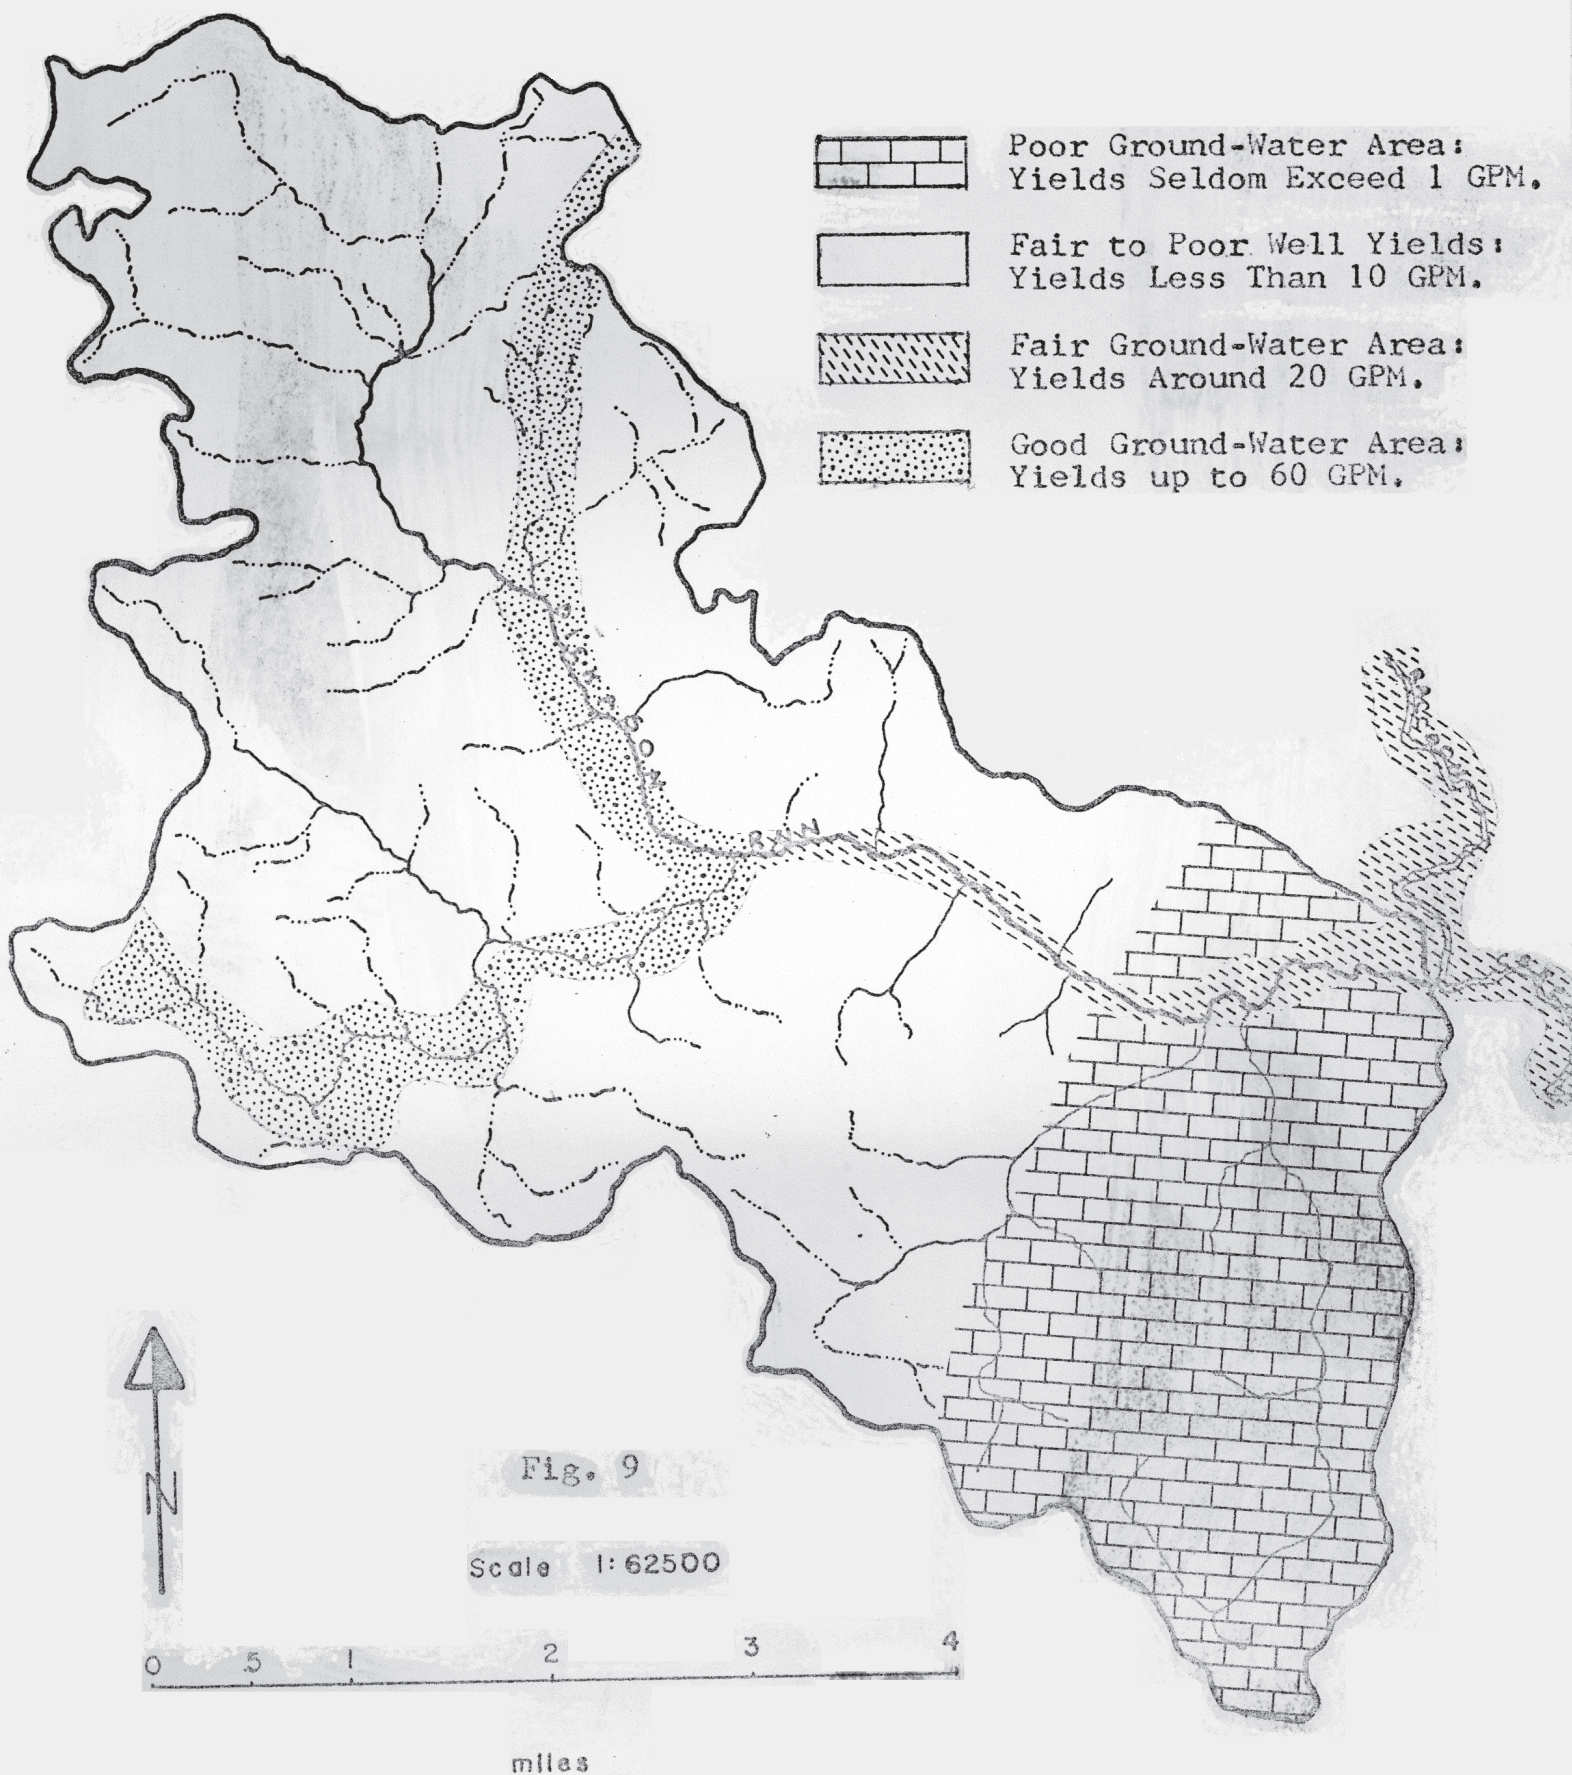 Poor Ground-Water Area:
Yields Seldom Exceed 1 GPM.
Fair to Poor Well Yields:
Yields Less Than 10 GPM.
Fair Ground-Water Area:
Yields Around 20 GPM.
Good Ground-Water Area:
Yields up to 60 GPM.
N
Fig. 9
Scale 1:62500
0 .5 1 2 3 4
miles